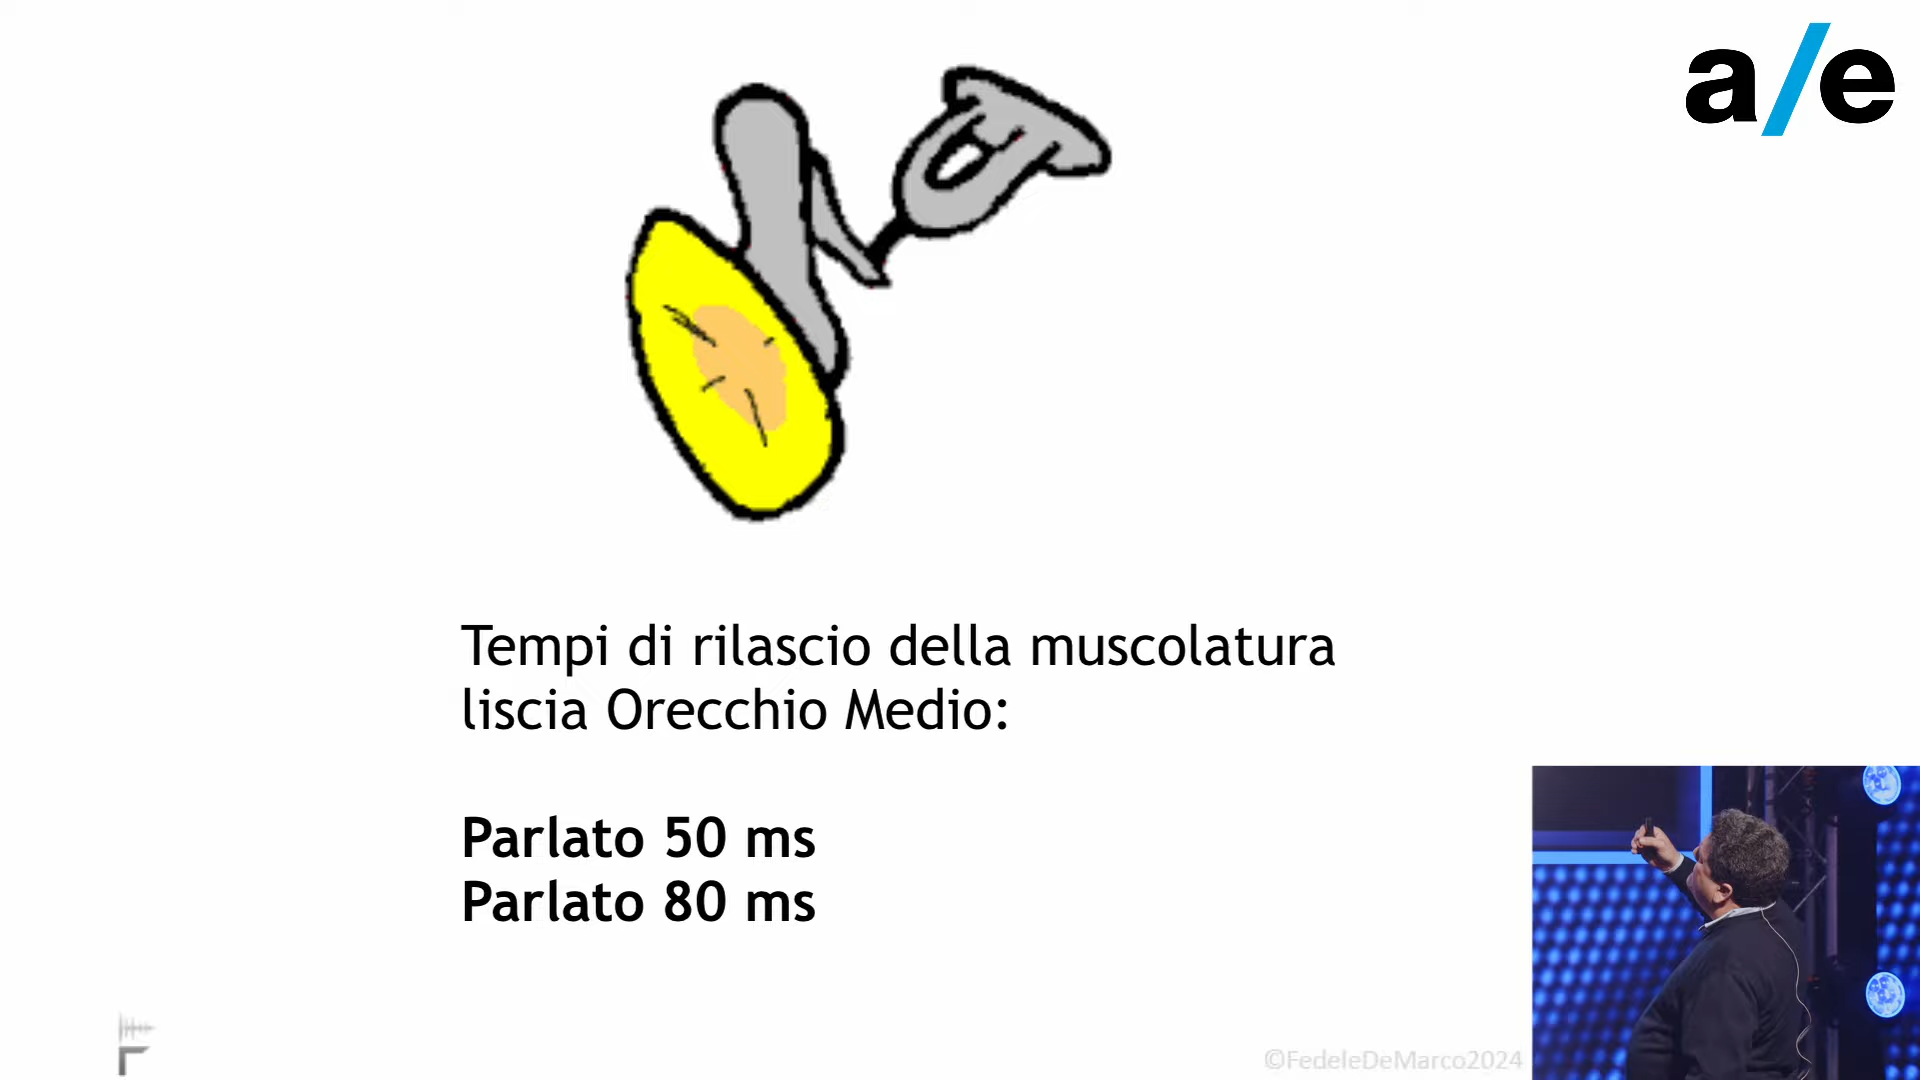 a/e
Tempi di rilascio della muscolatura
liscia Orecchio Medio:
Parlato 50 ms
Parlato 80 ms
©FedeleDeMarco2024